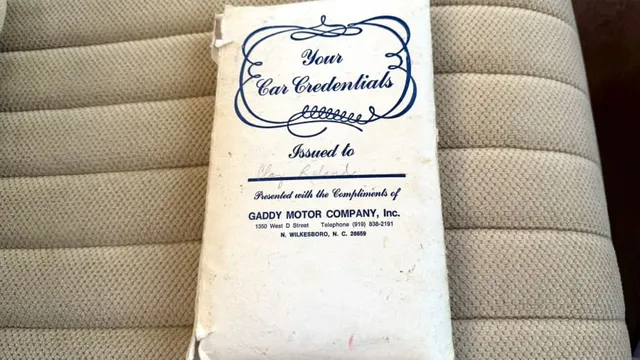 Your
Car Credentials
Issued to
Presented with the Compliments of
GADDY MOTOR COMPANY, Inc.
1350 West D Street Telephone (919) 838-2191
N. WILKESBORO, N. C. 28659